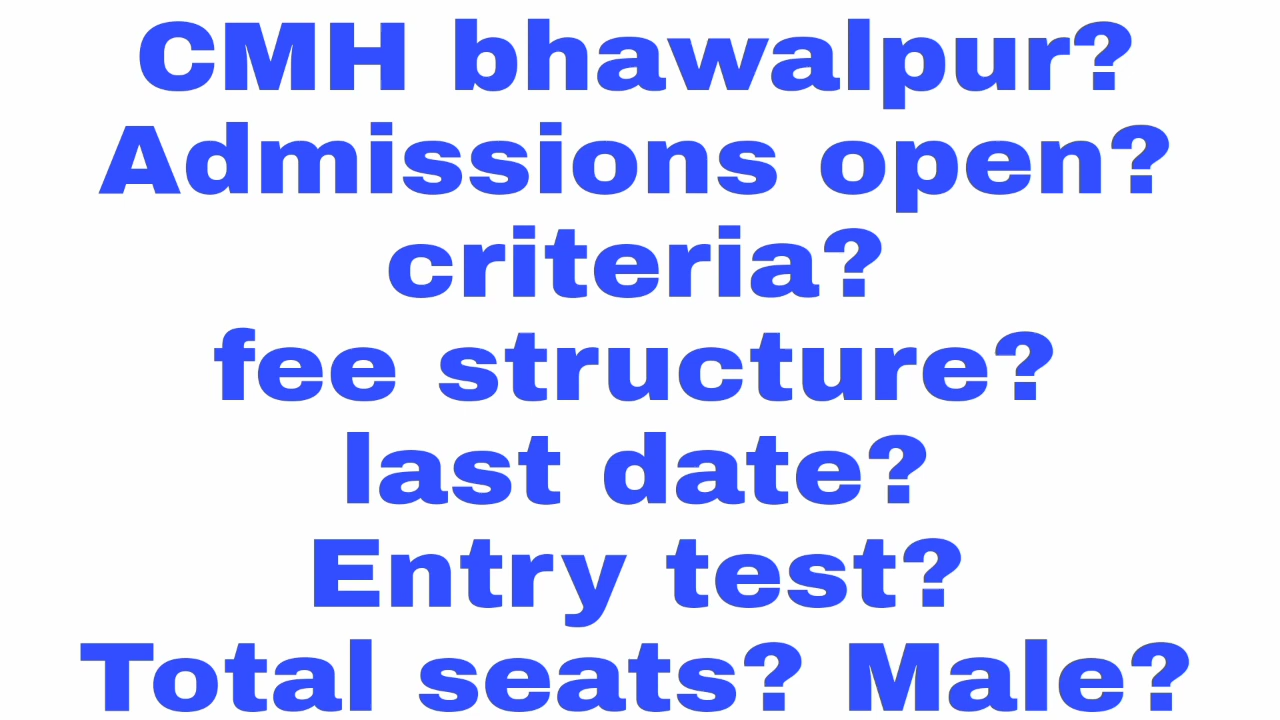 CMH bhawalpur?
Admissions open?
criteria?
fee structure?
last date?
Entry test?
Total seats? Male?